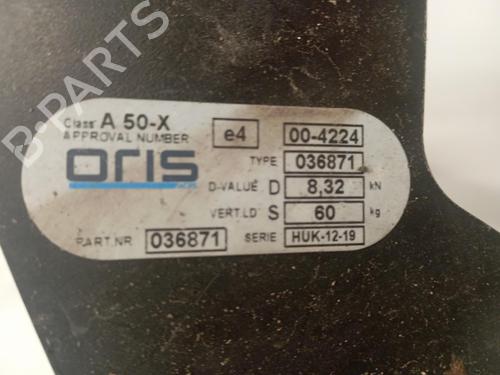 B-PARTS
Class A 50-X
APPROVAL NUMBER e4 00-4224
ORIS
TYPE 036871
D-VALUE D 8,32 kN
VERT.LD S 60 kg
PART.NR 036871 SERIE HUK-12-19